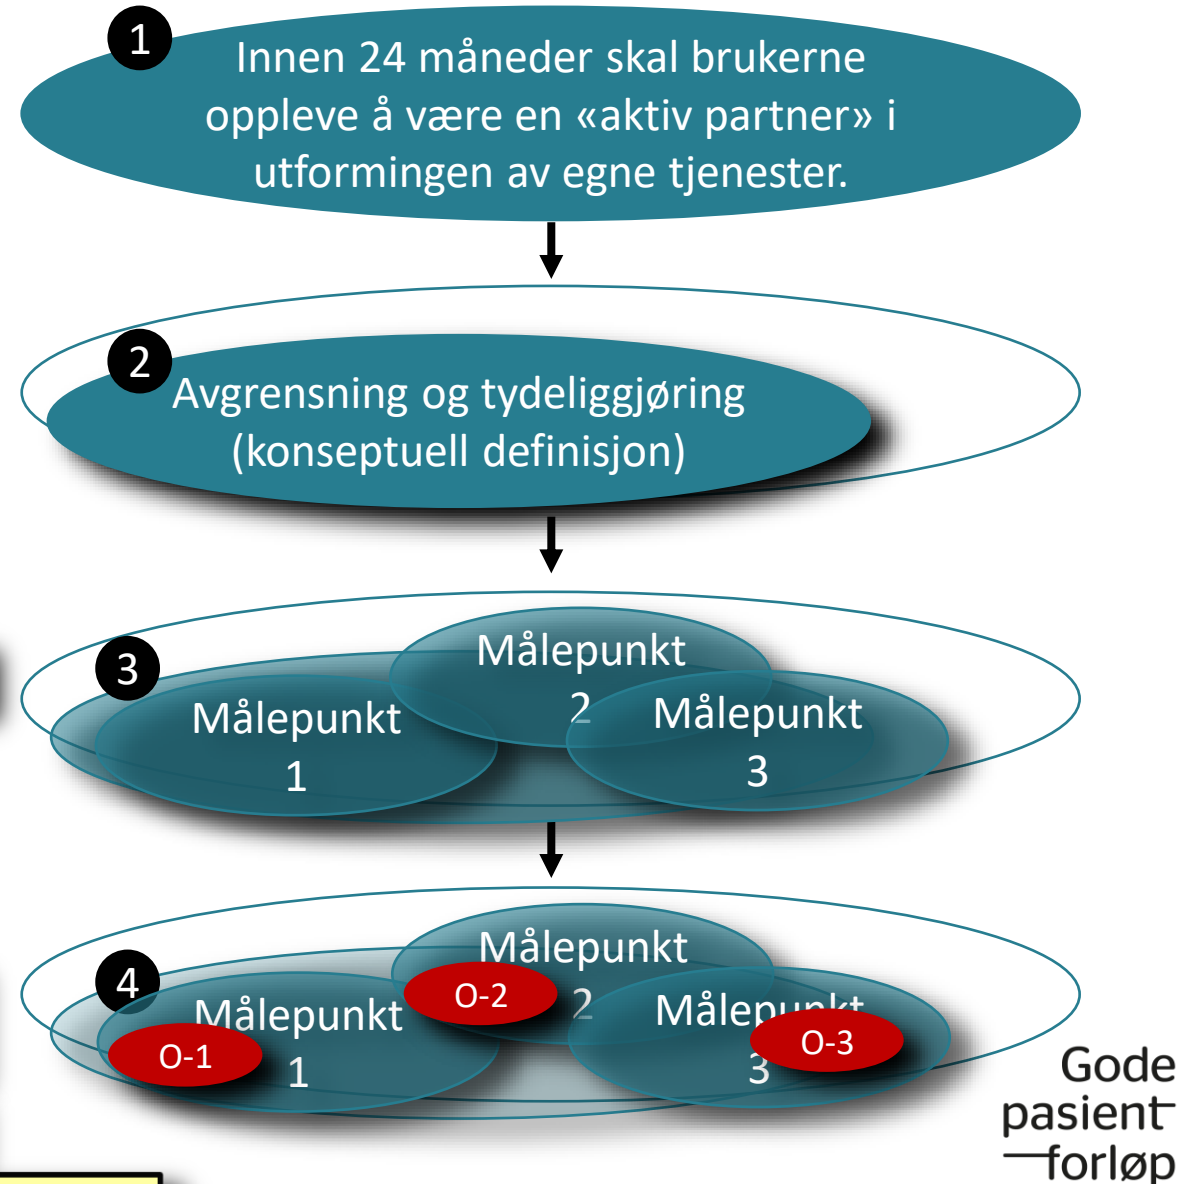 1
Innen 24 måneder skal brukerne
oppleve å være en «aktiv partner» i
utformingen av egne tjenester.
2
Avgrensning og tydeliggjøring
(konseptuell definisjon)
3
Målepunkt
1
Målepunkt
2
Målepunkt
3
4
Målepunkt
1
Målepunkt
2
Målepunkt
3
O-1
O-2
O-3
Gode
pasient
forløp